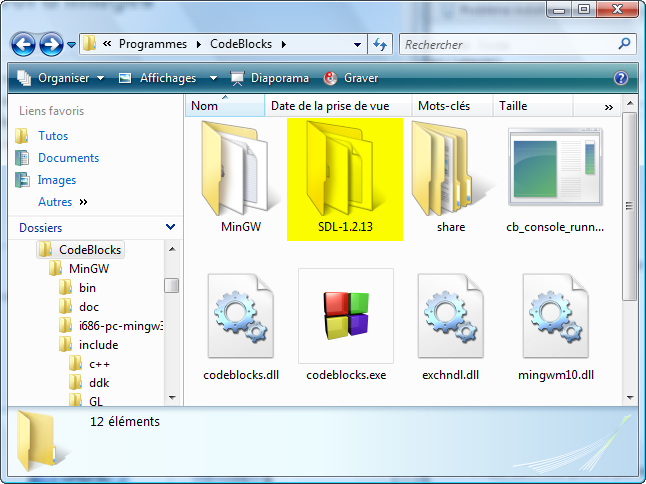 « Programmes CodeBlocks
Rechercher
Organiser Affichages Diaporama Graver
Liens favoris
Tutos
Documents
Images
Autres »
Dossiers
CodeBlocks
MinGW
bin
doc
i686-pc-mingw3
include
c++
ddk
GL
Nom Date de la prise de vue Mots-clés Taille »
MinGW SDL-1.2.13 share cb_console_runn...
codeblocks.dll codeblocks.exe exchndl.dll mingwm10.dll
12 éléments